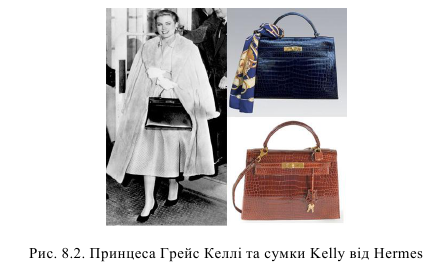 Рис. 8.2. Принцеса Грейс Келлі та сумки Kelly від Hermes